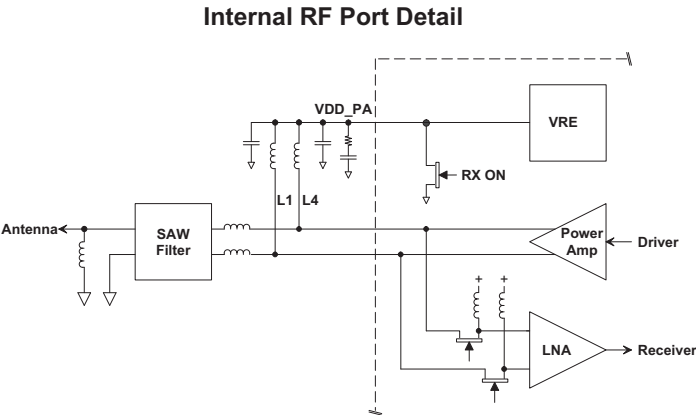 Internal RF Port Detail
VDD_PA
VRE
RX ON
L1 L4
Antenna
SAW
Filter
Power
Amp
Driver
+ +
LNA
Receiver